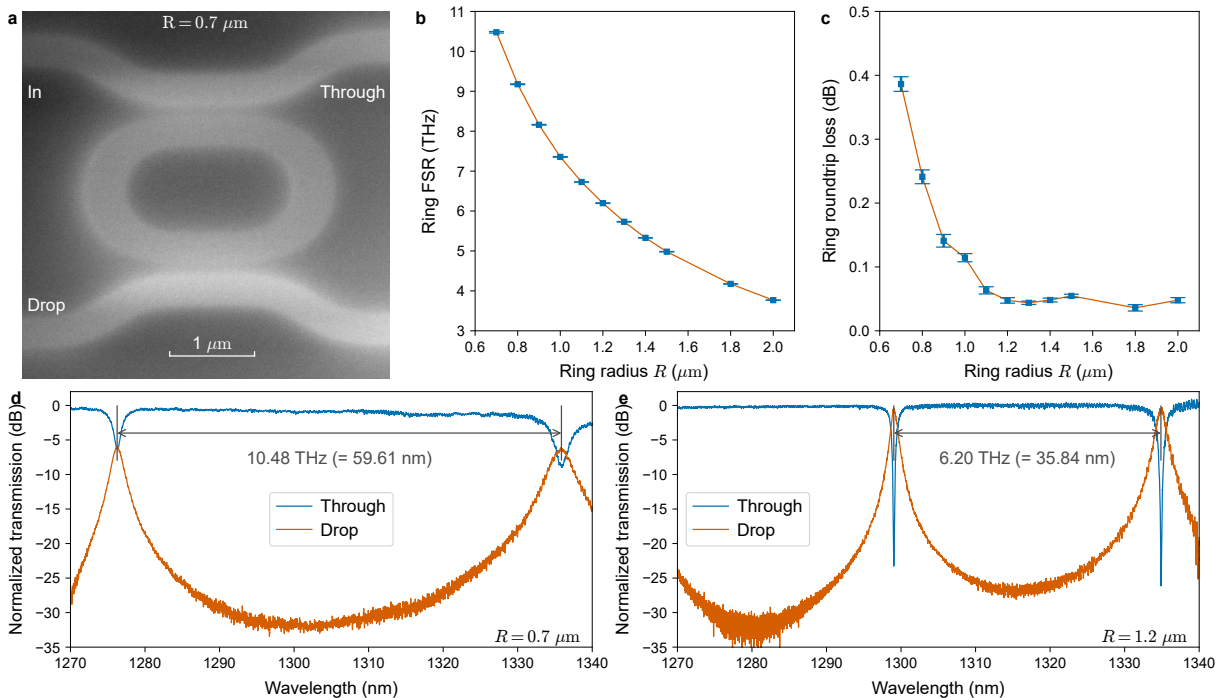 a
R = 0.7 μm
In
Through
Drop
1 μm
b
11
10
9
8
7
6
5
4
3
Ring FSR (THz)
0.6 0.8 1.0 1.2 1.4 1.6 1.8 2.0
Ring radius R (μm)
c
0.5
0.4
0.3
0.2
0.1
0.0
Ring roundtrip loss (dB)
0.6 0.8 1.0 1.2 1.4 1.6 1.8 2.0
Ring radius R (μm)
d
0
−5
−10
−15
−20
−25
−30
−35
Normalized transmission (dB)
10.48 THz (= 59.61 nm)
Through
Drop
R = 0.7 μm
1270 1280 1290 1300 1310 1320 1330 1340
Wavelength (nm)
e
0
−5
−10
−15
−20
−25
−30
−35
Normalized transmission (dB)
6.20 THz (= 35.84 nm)
Through
Drop
R = 1.2 μm
1270 1280 1290 1300 1310 1320 1330 1340
Wavelength (nm)